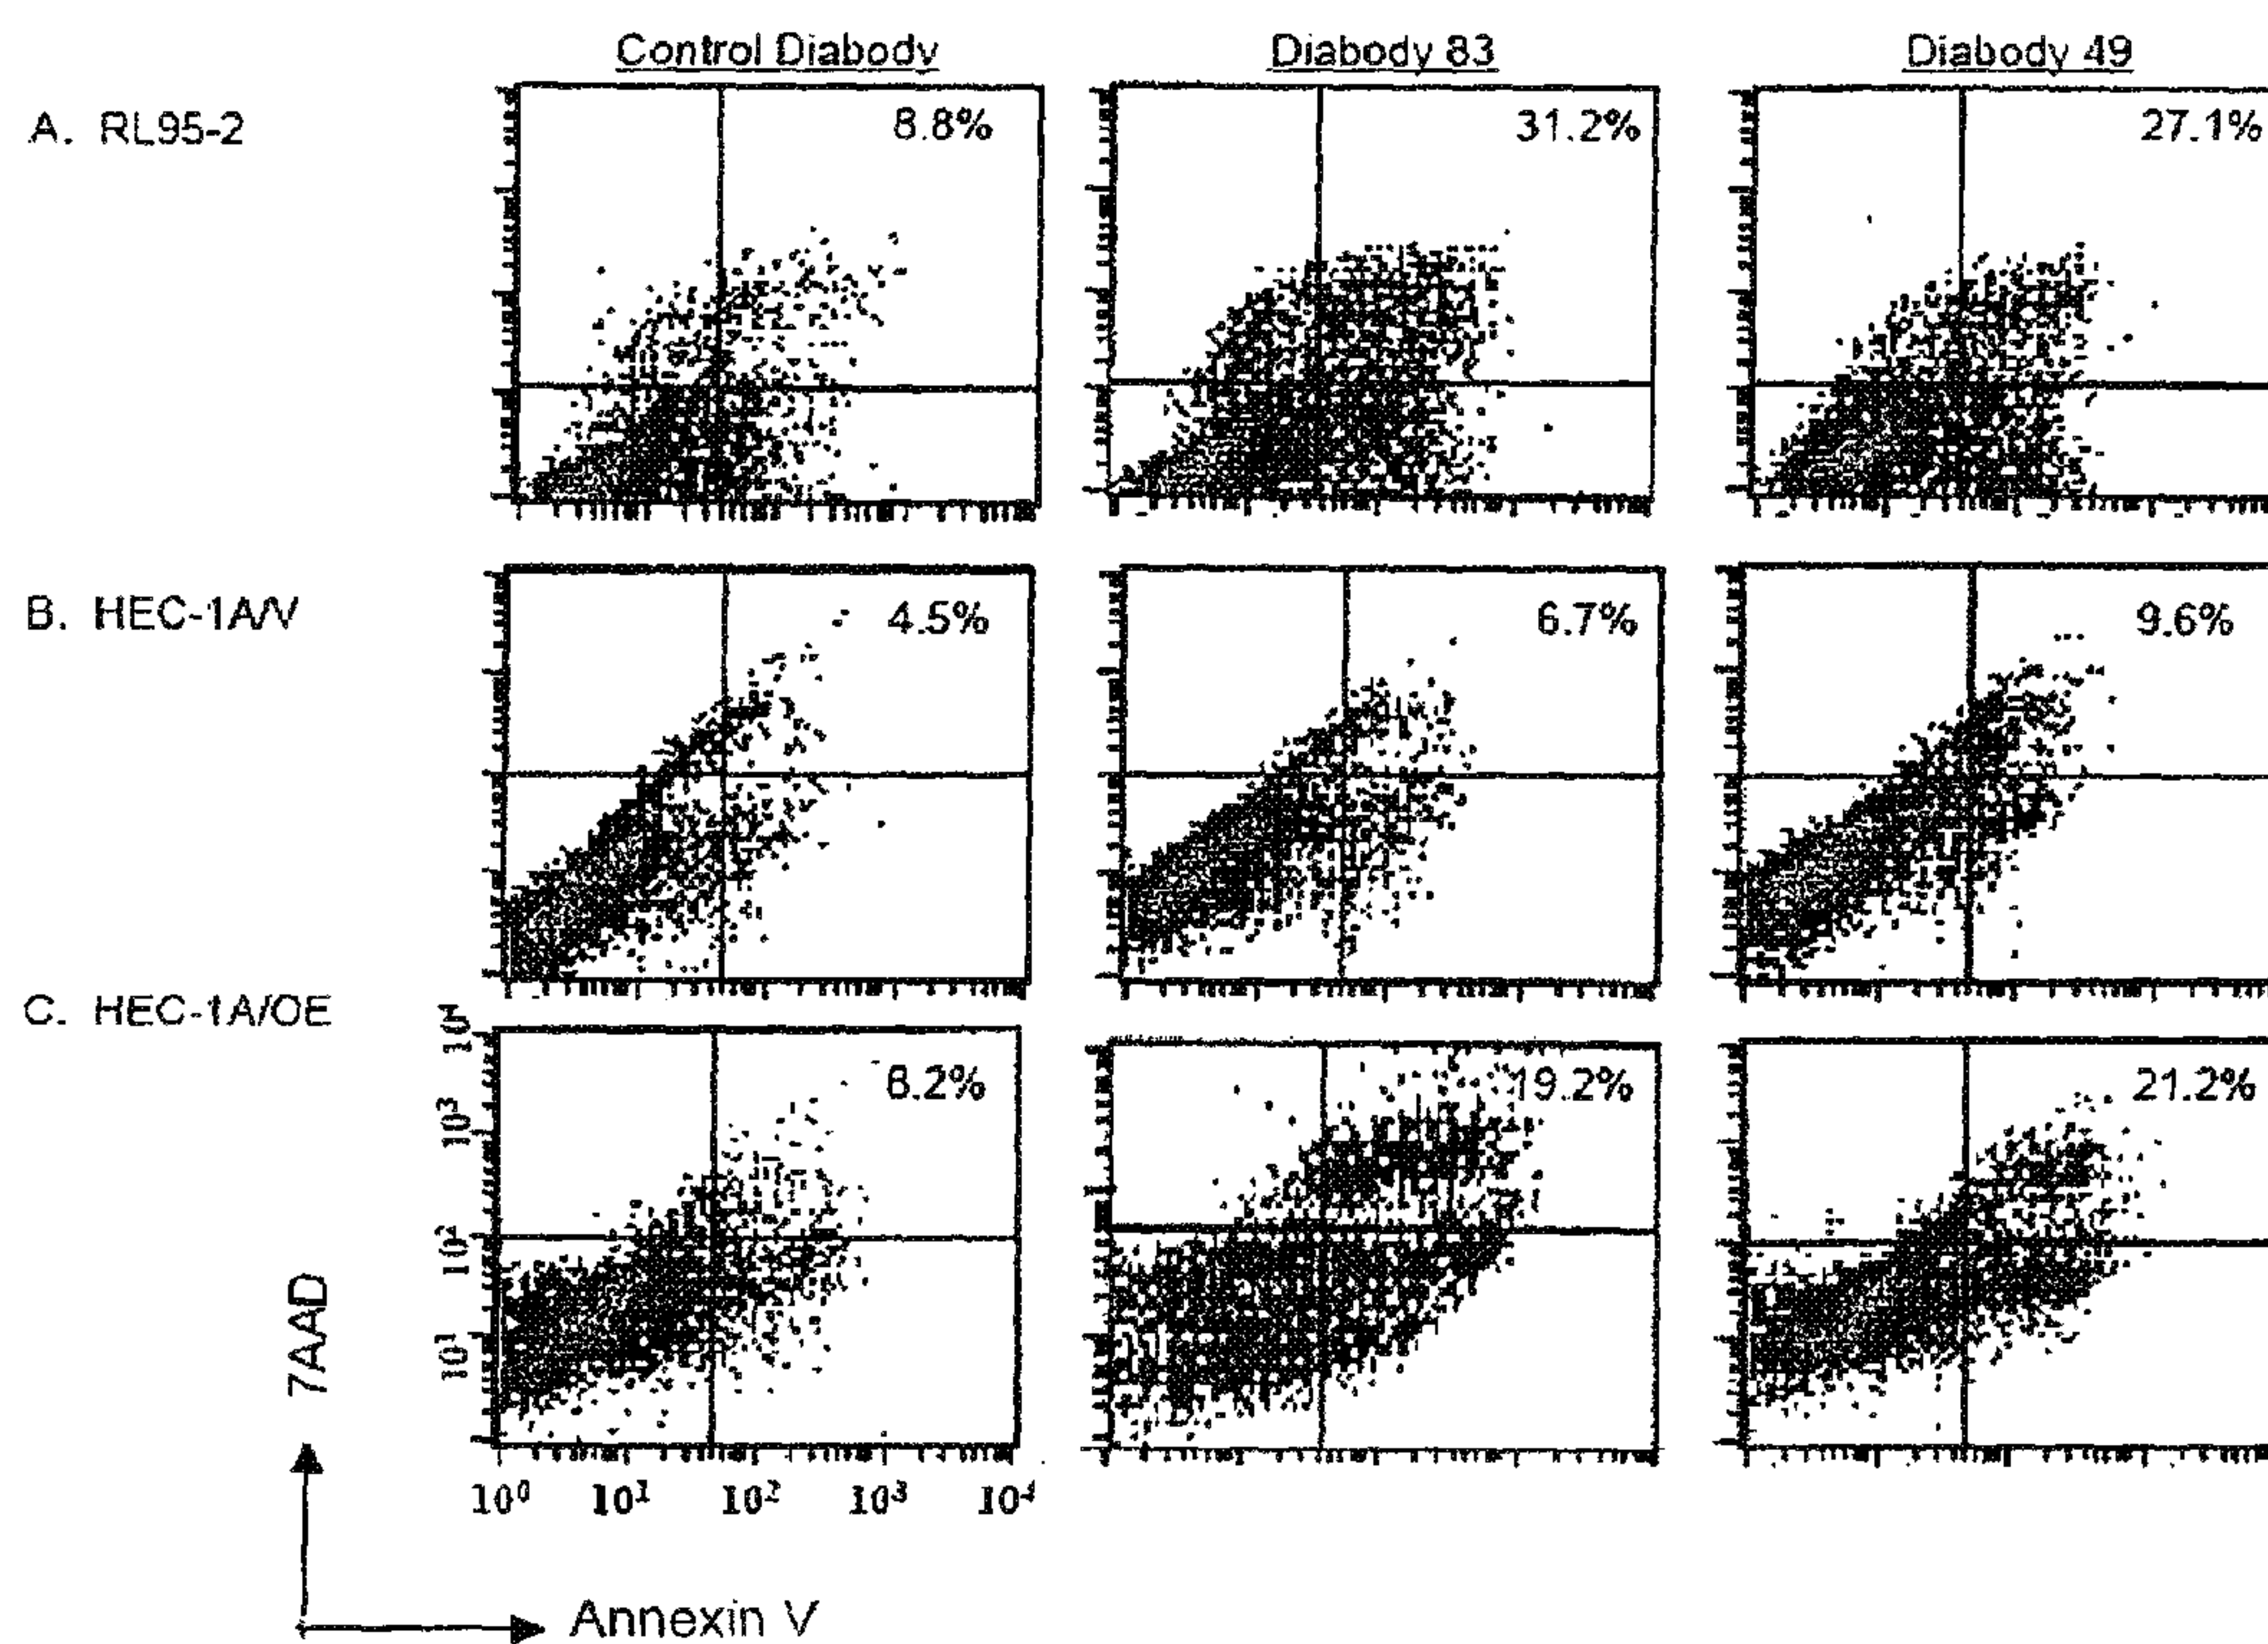 Control Diabody Diabody 83 Diabody 49
A. RL95-2 8.8% 31.2% 27.1%
B. HEC-1A/V 4.5% 6.7% 9.6%
C. HEC-1A/OE 8.2% 19.2% 21.2%
10⁴
10³
10²
10¹
7AAD
10⁰ 10¹ 10² 10³ 10⁴
Annexin V